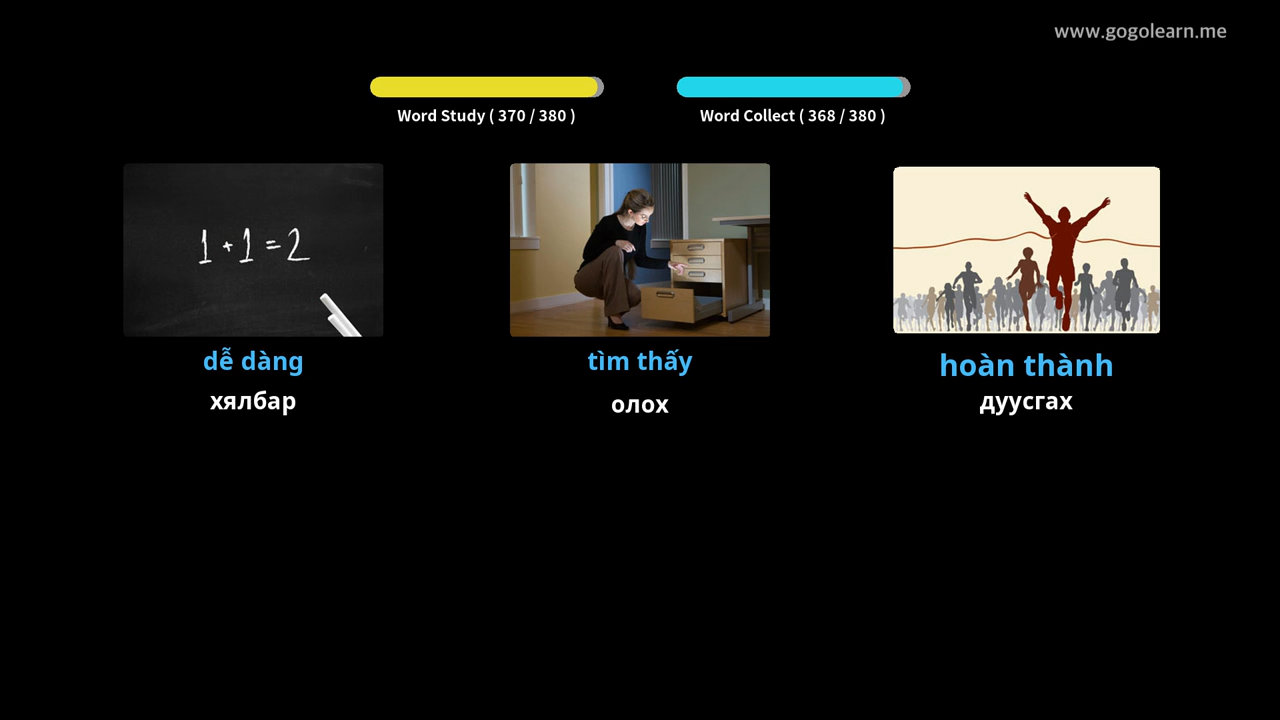 www.gogolearn.me
Word Study ( 370 / 380 )
Word Collect ( 368 / 380 )
1 + 1 = 2
dễ dàng
tìm thấy
hoàn thành
хялбар
олох
дуусгах